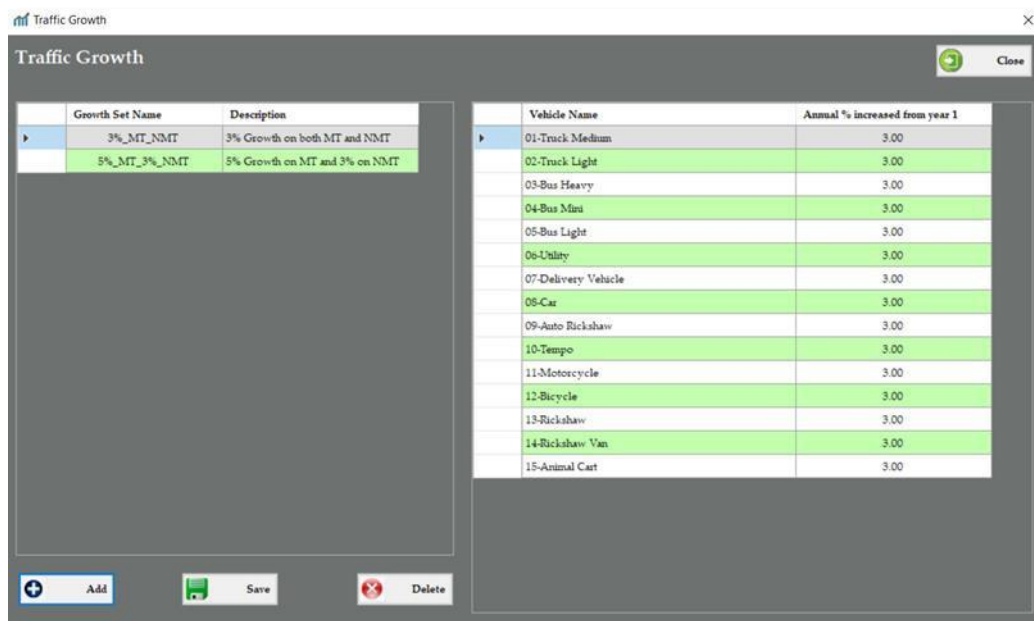 Traffic Growth
Traffic Growth
Close
Growth Set Name Description
3%_MT_NMT 3% Growth on both MT and NMT
5%_MT_3%_NMT 5% Growth on MT and 3% on NMT
Vehicle Name Annual % increased from year 1
01-Truck Medium 3.00
02-Truck Light 3.00
03-Bus Heavy 3.00
04-Bus Mini 3.00
05-Bus Light 3.00
06-Utility 3.00
07-Delivery Vehicle 3.00
08-Car 3.00
09-Auto Rickshaw 3.00
10-Tempo 3.00
11-Motorcycle 3.00
12-Bicycle 3.00
13-Rickshaw 3.00
14-Rickshaw Van 3.00
15-Animal Cart 3.00
Add Save Delete